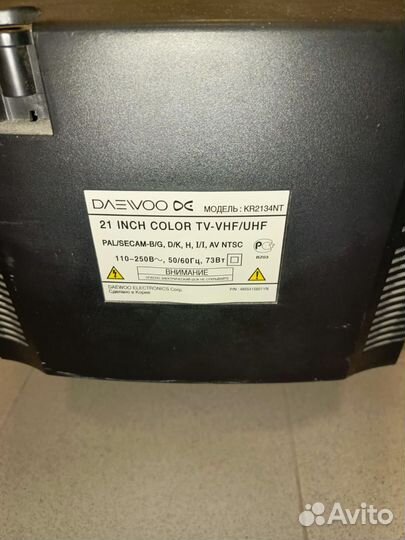 DAEWOO
МОДЕЛЬ: KR2134NT
21 INCH COLOR TV-VHF/UHF
PAL/SECAM-B/G, D/K, H, I/I, AV NTSC
110-250В~, 50/60Гц, 73Вт
BZ03
ВНИМАНИЕ
DAEWOO ELECTRONICS Corp.
Сделано в Корее
Avito